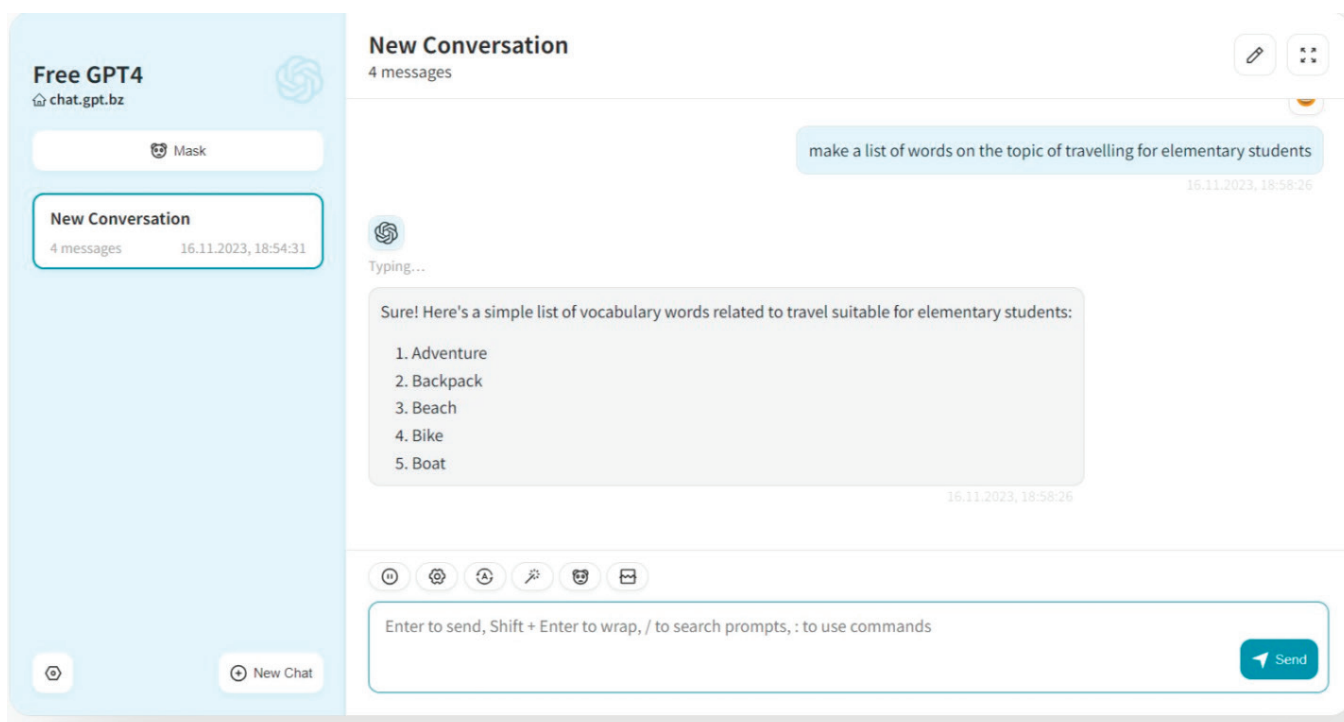 Free GPT4
chat.gpt.bz
Mask
New Conversation
4 messages 16.11.2023, 18:54:31
New Chat
New Conversation
4 messages
make a list of words on the topic of travelling for elementary students
16.11.2023, 18:58:26
Typing...
Sure! Here's a simple list of vocabulary words related to travel suitable for elementary students:
1. Adventure
2. Backpack
3. Beach
4. Bike
5. Boat
16.11.2023, 18:58:26
Enter to send, Shift + Enter to wrap, / to search prompts, : to use commands
Send